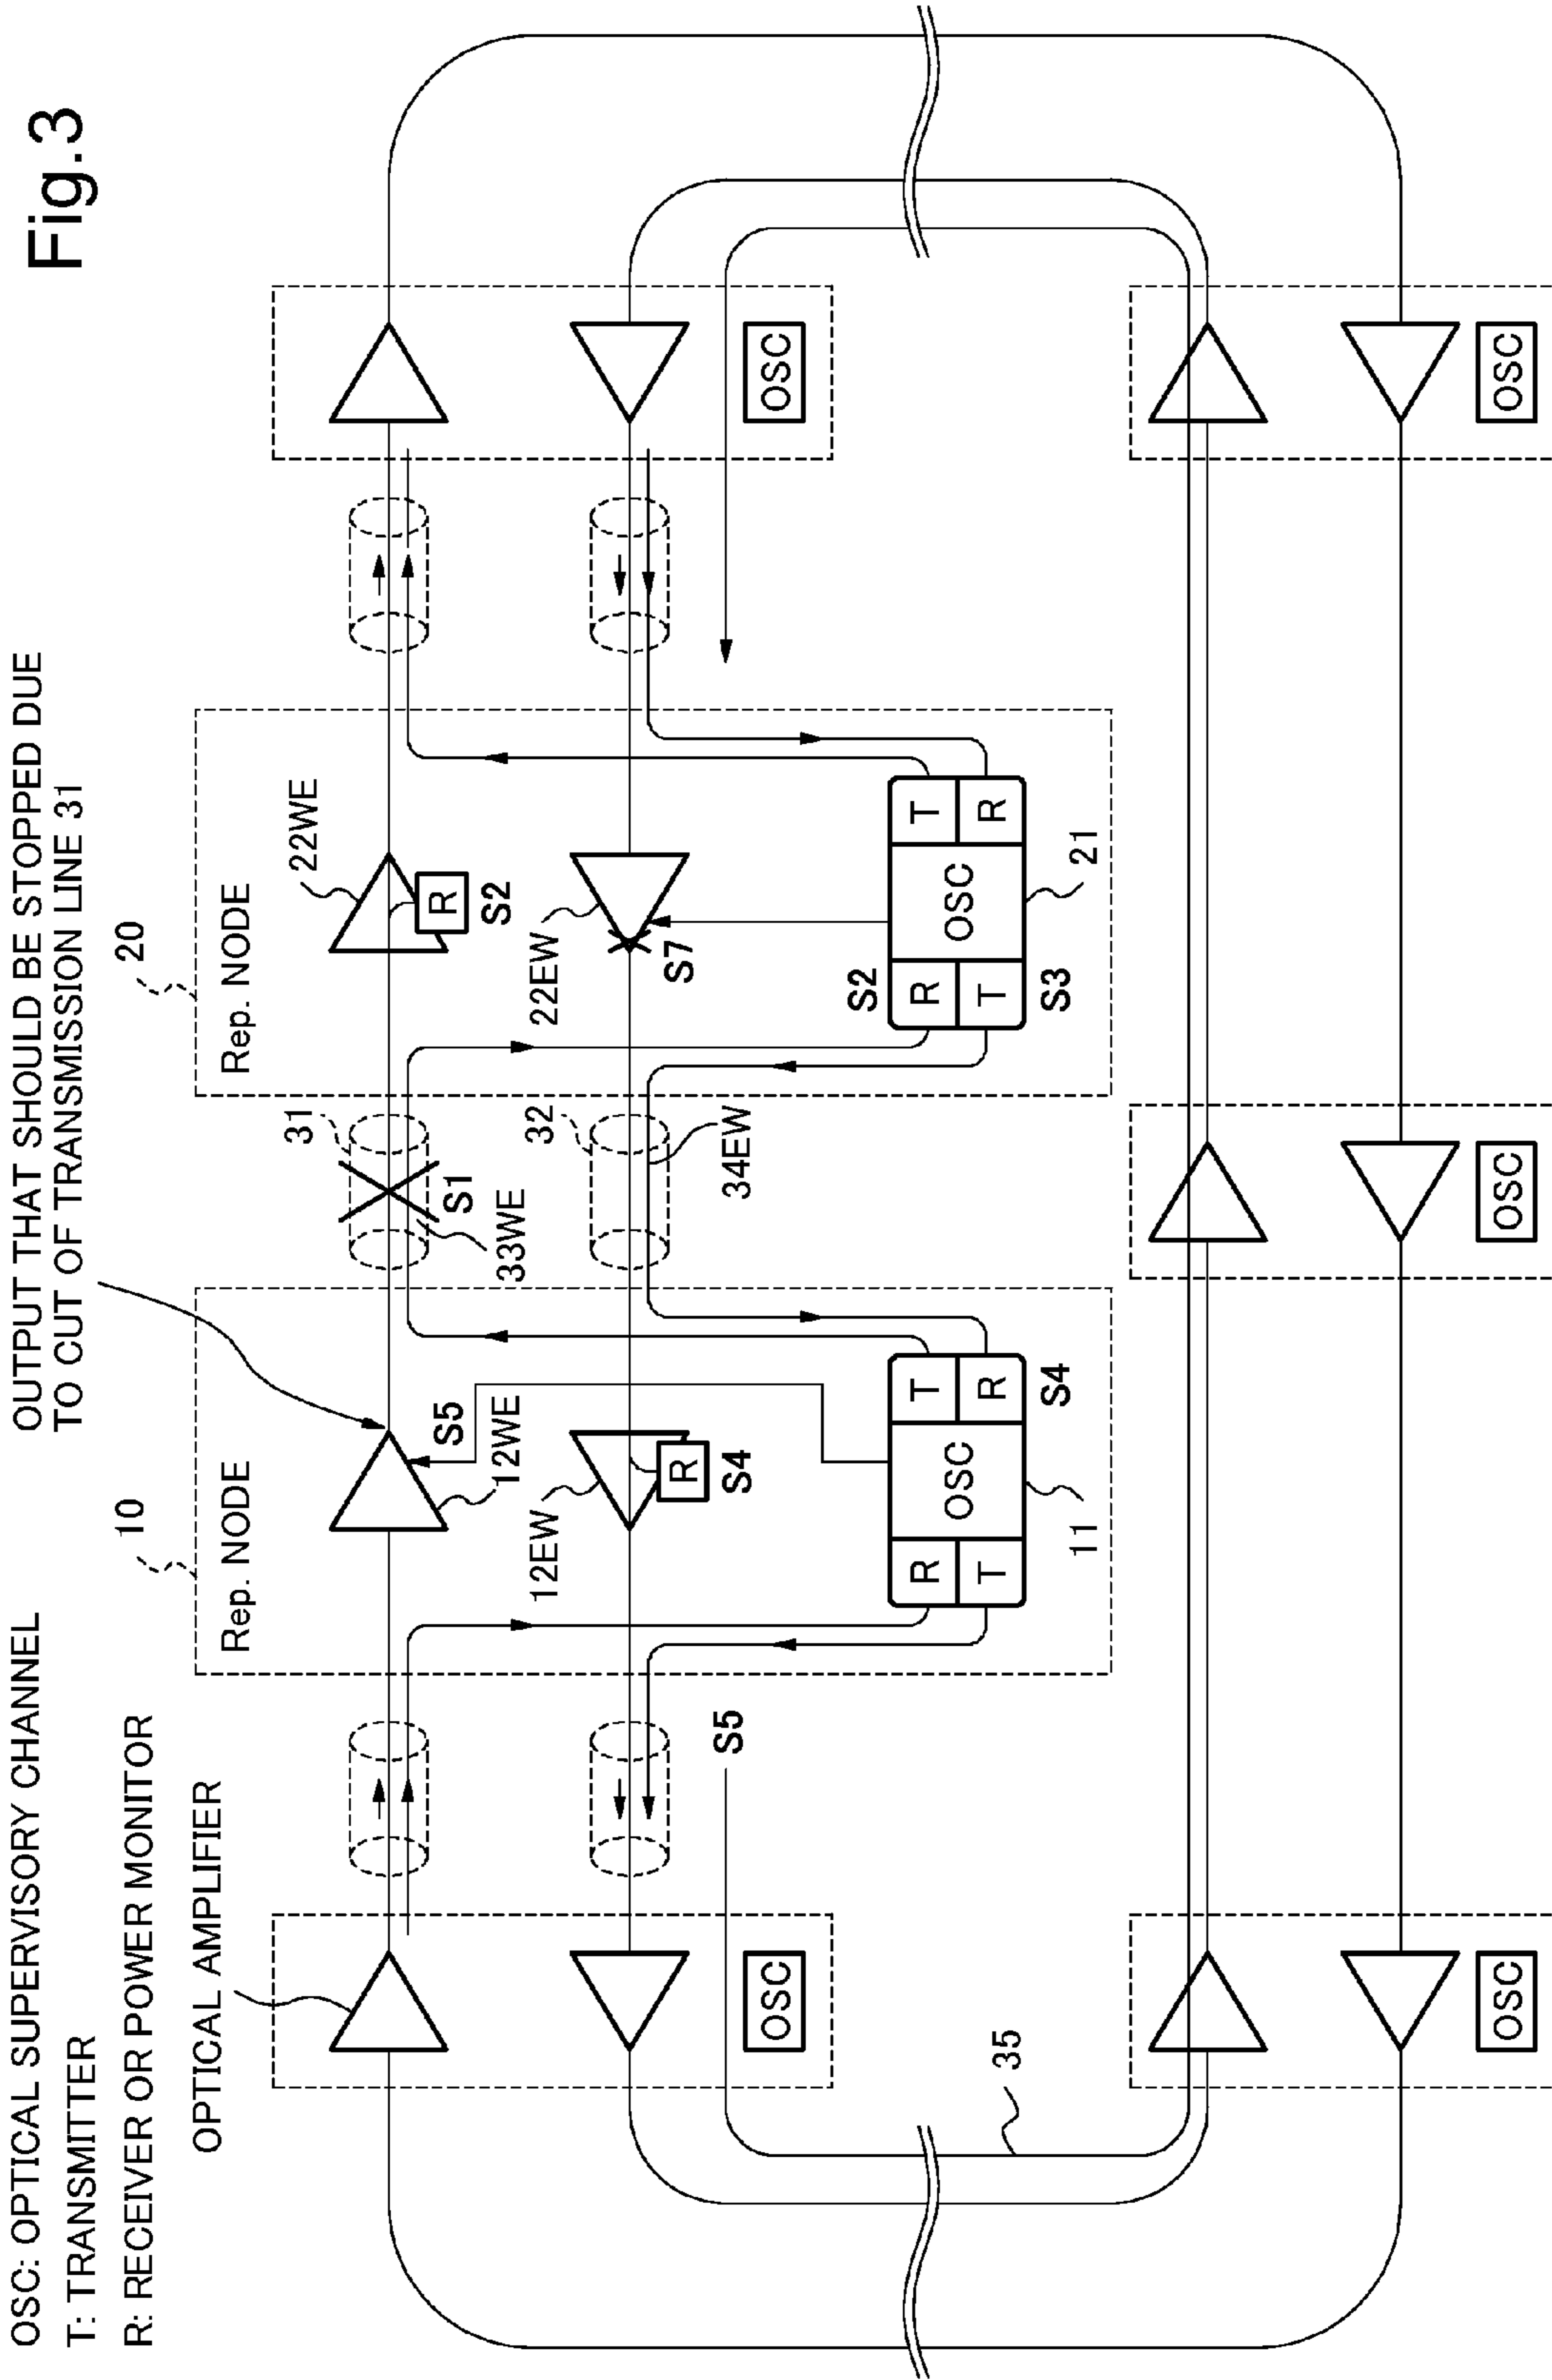 Fig.3
OSC: OPTICAL SUPERVISORY CHANNEL
T: TRANSMITTER
R: RECEIVER OR POWER MONITOR
OPTICAL AMPLIFIER
OUTPUT THAT SHOULD BE STOPPED DUE
TO CUT OF TRANSMISSION LINE 31
10
20
Rep. NODE
Rep. NODE
22WE
31
S5
12WE
S1
33WE
R
S2
12EW
R
S4
32
34EW
22EW
S7
S5
OSC
R
T
OSC
T
R
S4
11
S2
R
T
S3
OSC
T
R
21
OSC
35
OSC
OSC
OSC